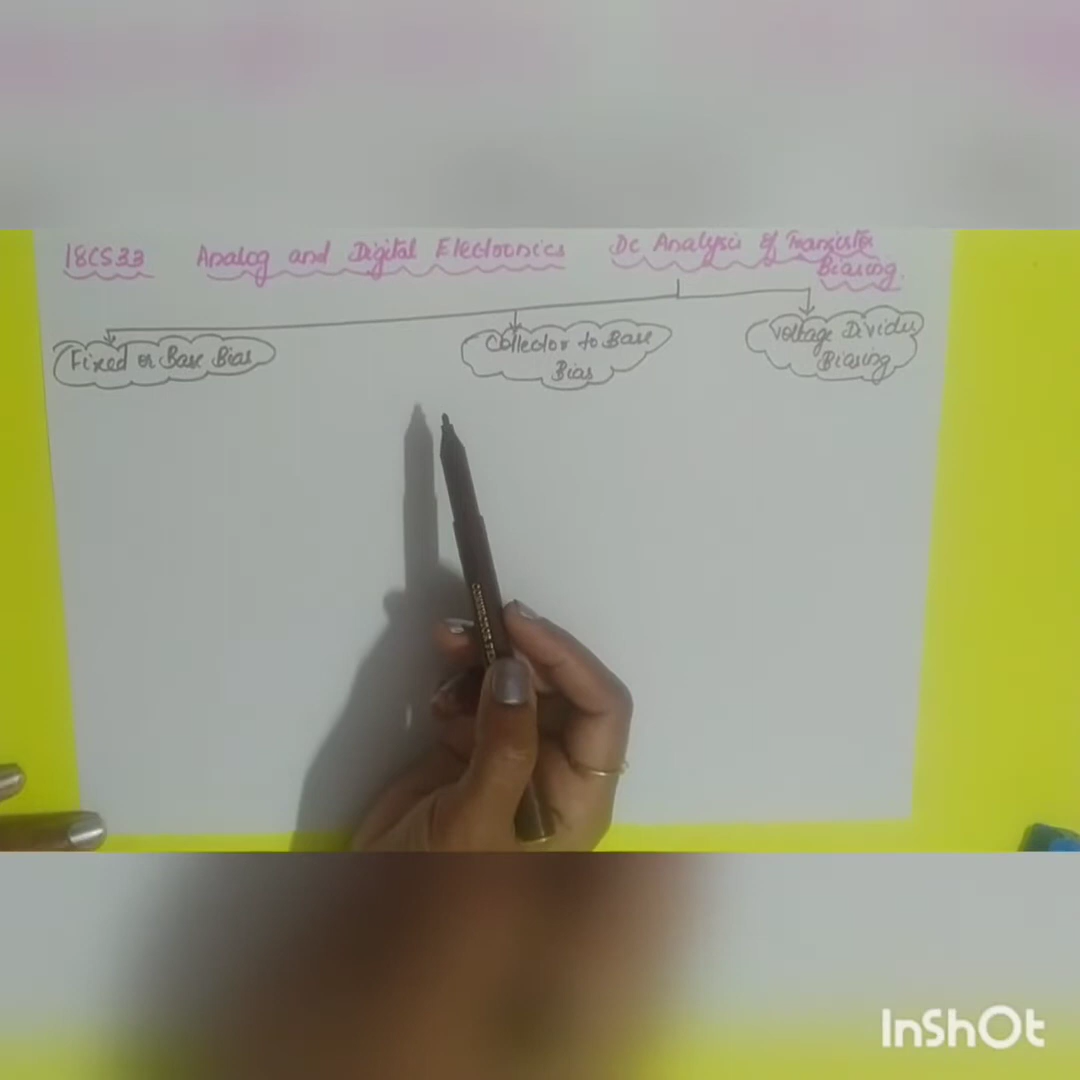 18CS33 Analog and Digital Electronics DC Analysis of Transistor
Biasing.
Fixed or Base Bias
Collector to Base
Bias
Voltage Divider
Biasing
InShOt